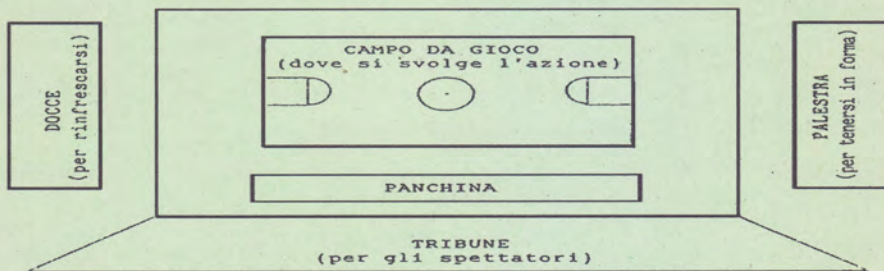 DOCCE
(per rinfrescarsi)
CAMPO DA GIOCO
(dove si svolge l'azione)
PANCHINA
PALESTRA
(per tenersi in forma)
TRIBUNE
(per gli spettatori)